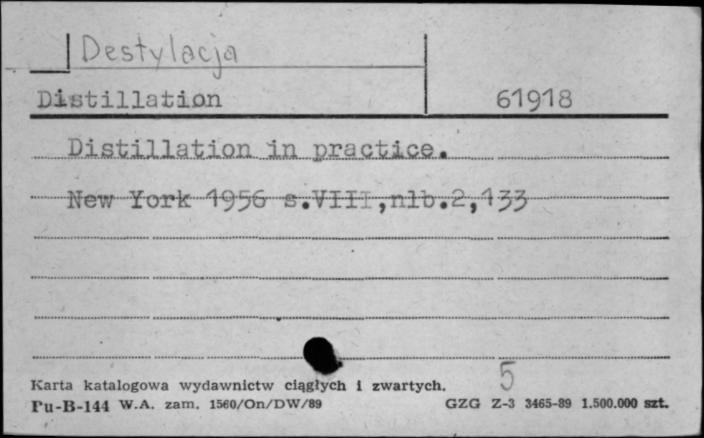 Destylacja
Distillation 61918
Distillation in practice.
New York 1956 s.VIII,nlb.2,133
5
Karta katalogowa wydawnictw ciągłych i zwartych.
Pu-B-144 W.A. zam. 1560/On/DW/89 GZG Z-3 3465-89 1.500.000 szt.